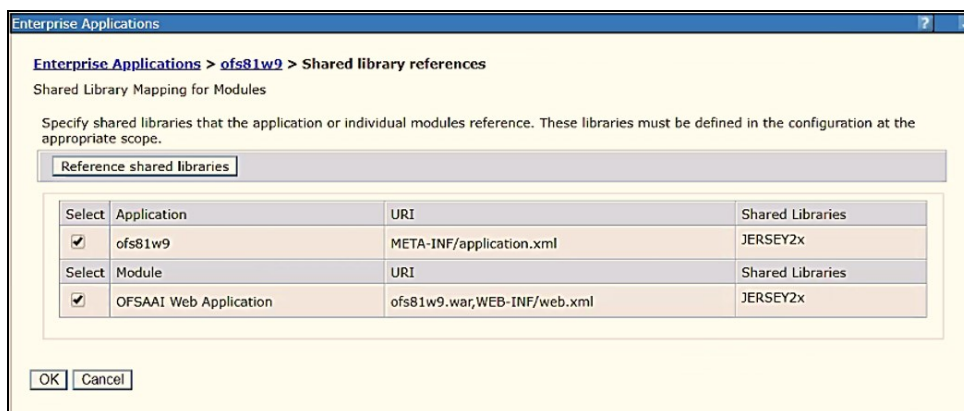 Enterprise Applications ?
Enterprise Applications > ofs81w9 > Shared library references
Shared Library Mapping for Modules
Specify shared libraries that the application or individual modules reference. These libraries must be defined in the configuration at the
appropriate scope.
Reference shared libraries
Select Application URI Shared Libraries
ofs81w9 META-INF/application.xml JERSEY2x
Select Module URI Shared Libraries
OFSAAI Web Application ofs81w9.war,WEB-INF/web.xml JERSEY2x
OK Cancel